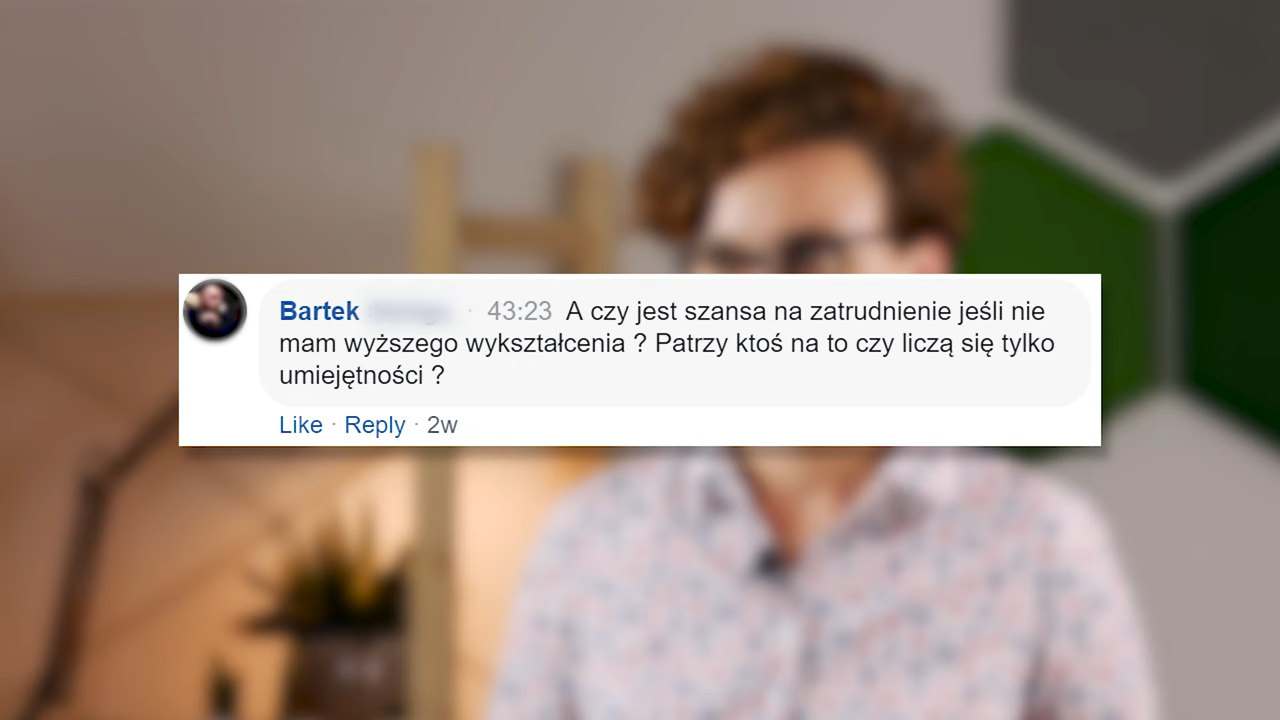 Bartek · 43:23 A czy jest szansa na zatrudnienie jeśli nie
mam wyższego wykształcenia ? Patrzy ktoś na to czy liczą się tylko
umiejętności ?
Like · Reply · 2w